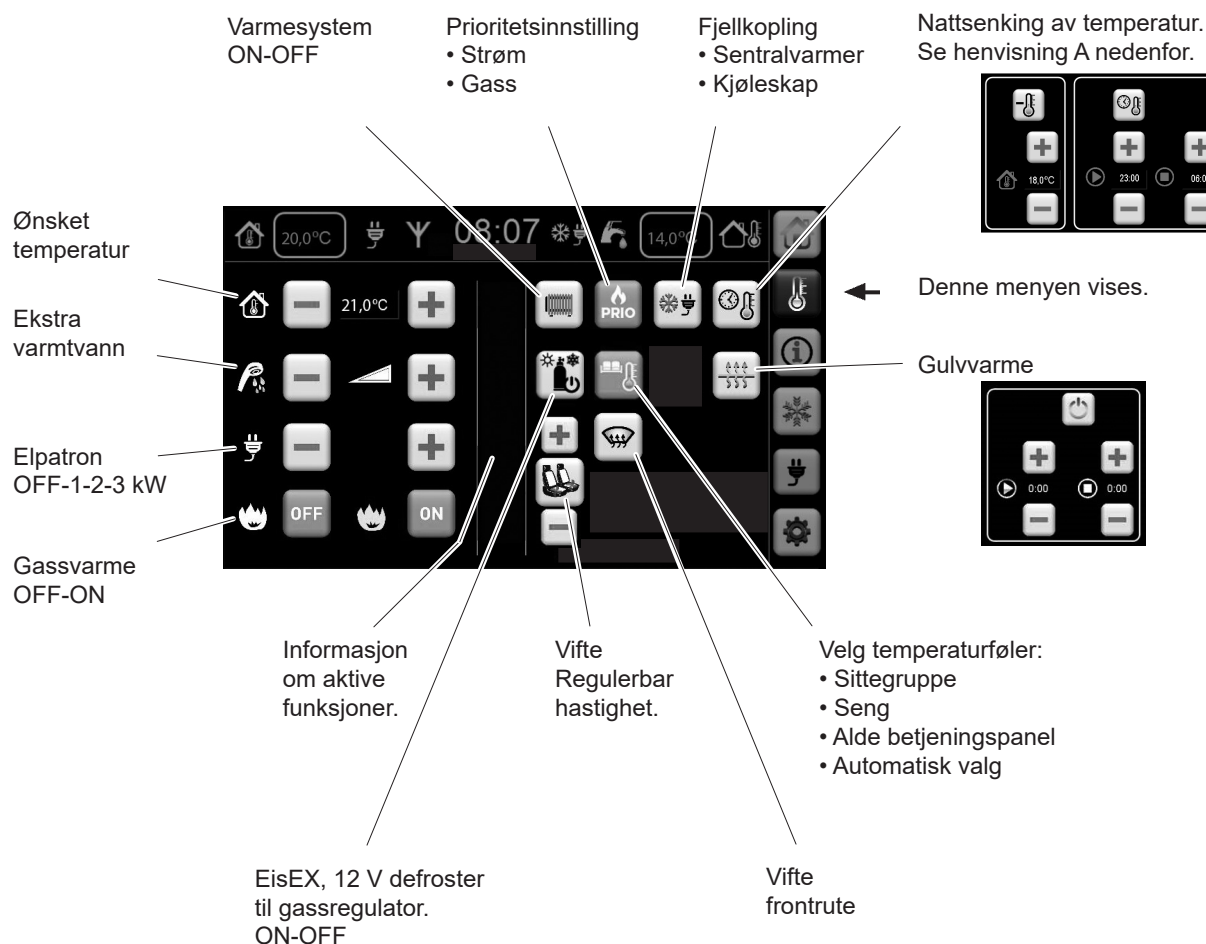 Varmesystem
ON-OFF
Prioritetsinnstilling
• Strøm
• Gass
Fjellkopling
• Sentralvarmer
• Kjøleskap
Nattsenking av temperatur.
Se henvisning A nedenfor.
18,0°C
23:00
Ønsket
temperatur
20,0°C
08:07
14,0°C
21,0°C
PRIO
Denne menyen vises.
Ekstra
varmtvann
Gulvvarme
0:00
0:00
Elpatron
OFF-1-2-3 kW
OFF
ON
Gassvarme
OFF-ON
Informasjon
om aktive
funksjoner.
Vifte
Regulerbar
hastighet.
Velg temperaturføler:
• Sittegruppe
• Seng
• Alde betjeningspanel
• Automatisk valg
EisEX, 12 V defroster
til gassregulator.
ON-OFF
Vifte
frontrute